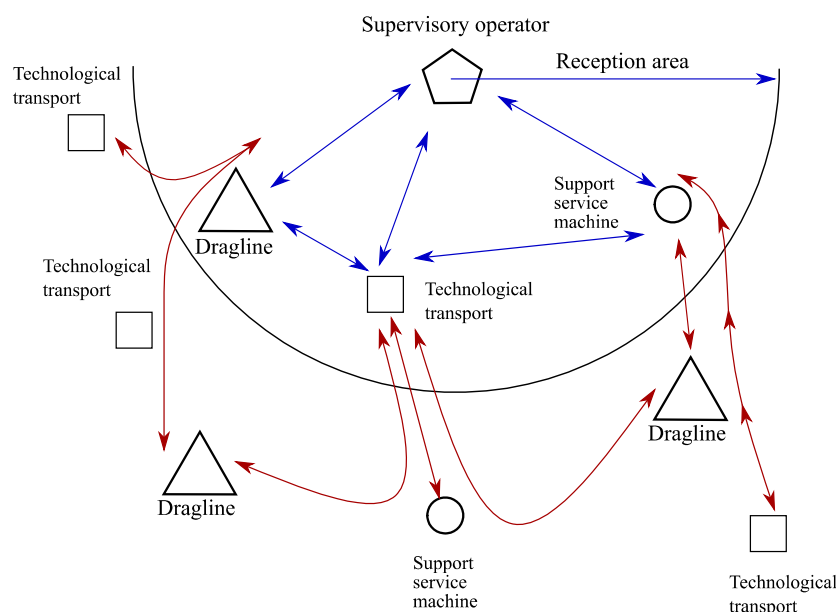 Supervisory operator
Reception area
Technological
transport
Support
service
machine
Dragline
Technological
transport
Technological
transport
Dragline
Dragline
Support
service
machine
Technological
transport